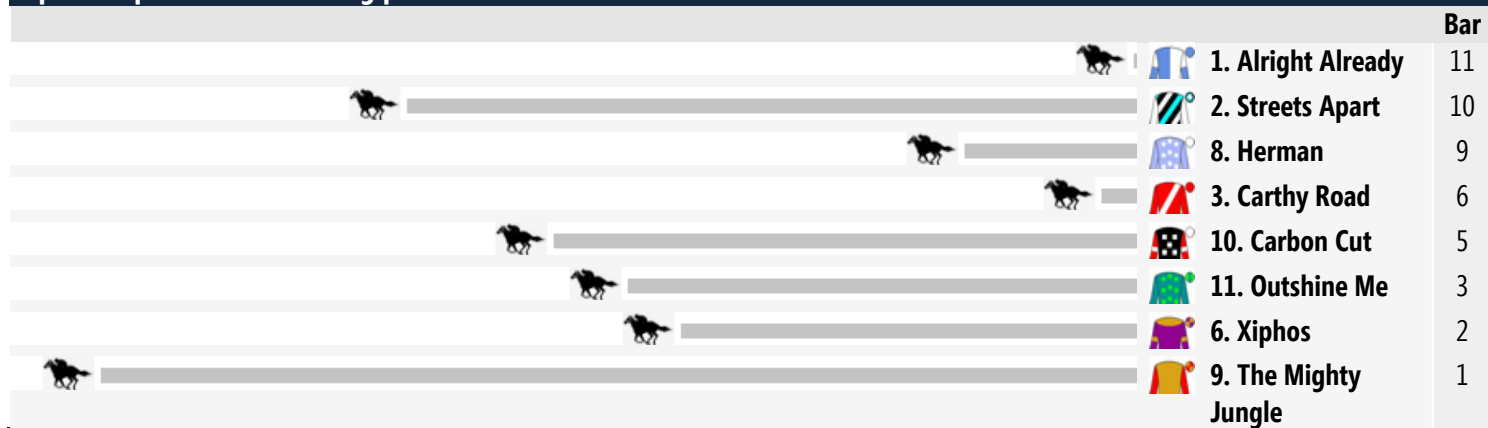 Bar
1. Alright Already 11
2. Streets Apart 10
8. Herman 9
3. Carthy Road 6
10. Carbon Cut 5
11. Outshine Me 3
6. Xiphos 2
9. The Mighty 1
Jungle